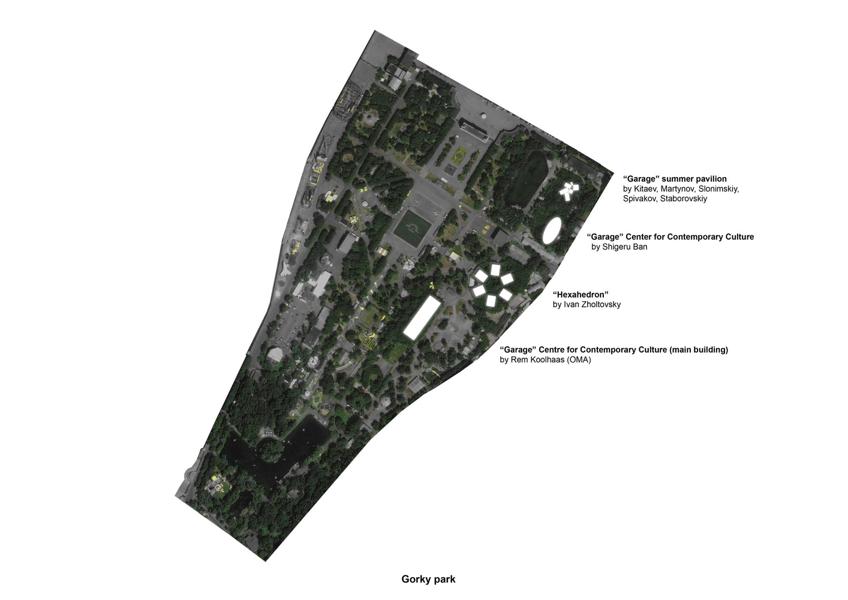 “Garage” summer pavilion
by Kitaev, Martynov, Slonimskiy,
Spivakov, Staborovskiy
“Garage” Center for Contemporary Culture
by Shigeru Ban
“Hexahedron”
by Ivan Zholtovsky
“Garage” Centre for Contemporary Culture (main building)
by Rem Koolhaas (OMA)
Gorky park